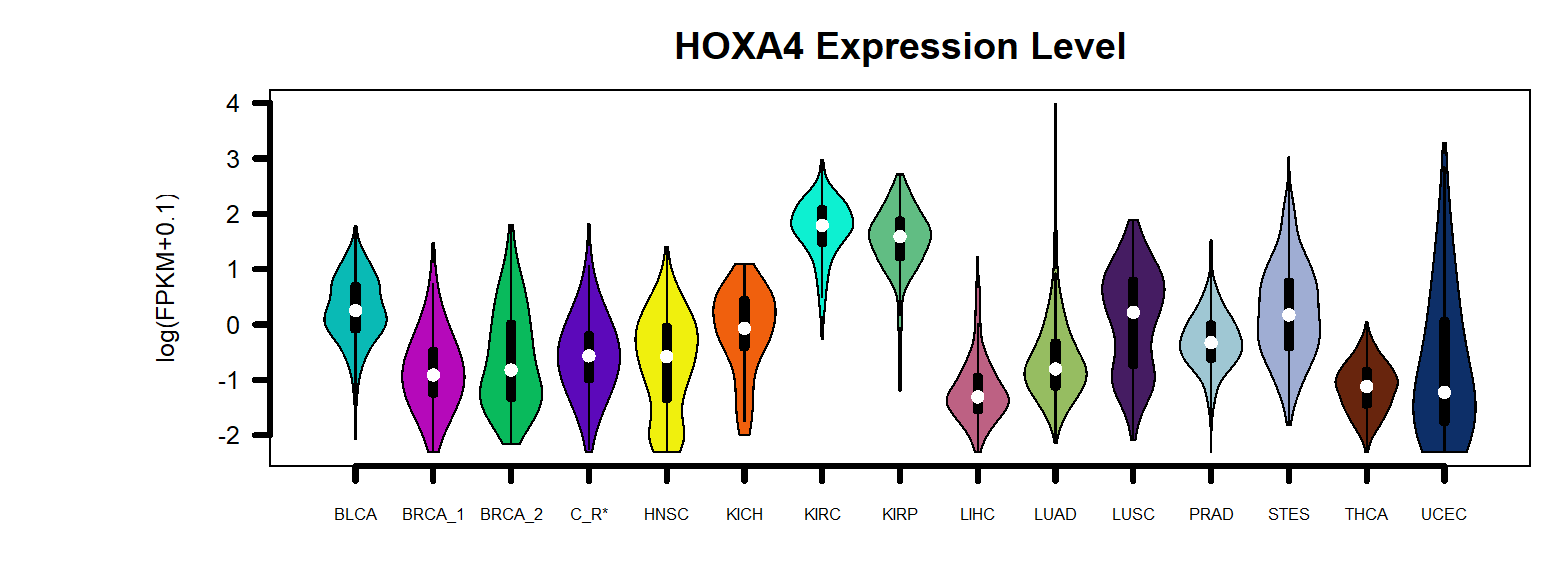 HOXA4 Expression Level
log(FPKM+0.1)
4
3
2
1
0
-1
-2
BLCA BRCA_1 BRCA_2 C_R* HNSC KICH KIRC KIRP LIHC LUAD LUSC PRAD STES THCA UCEC